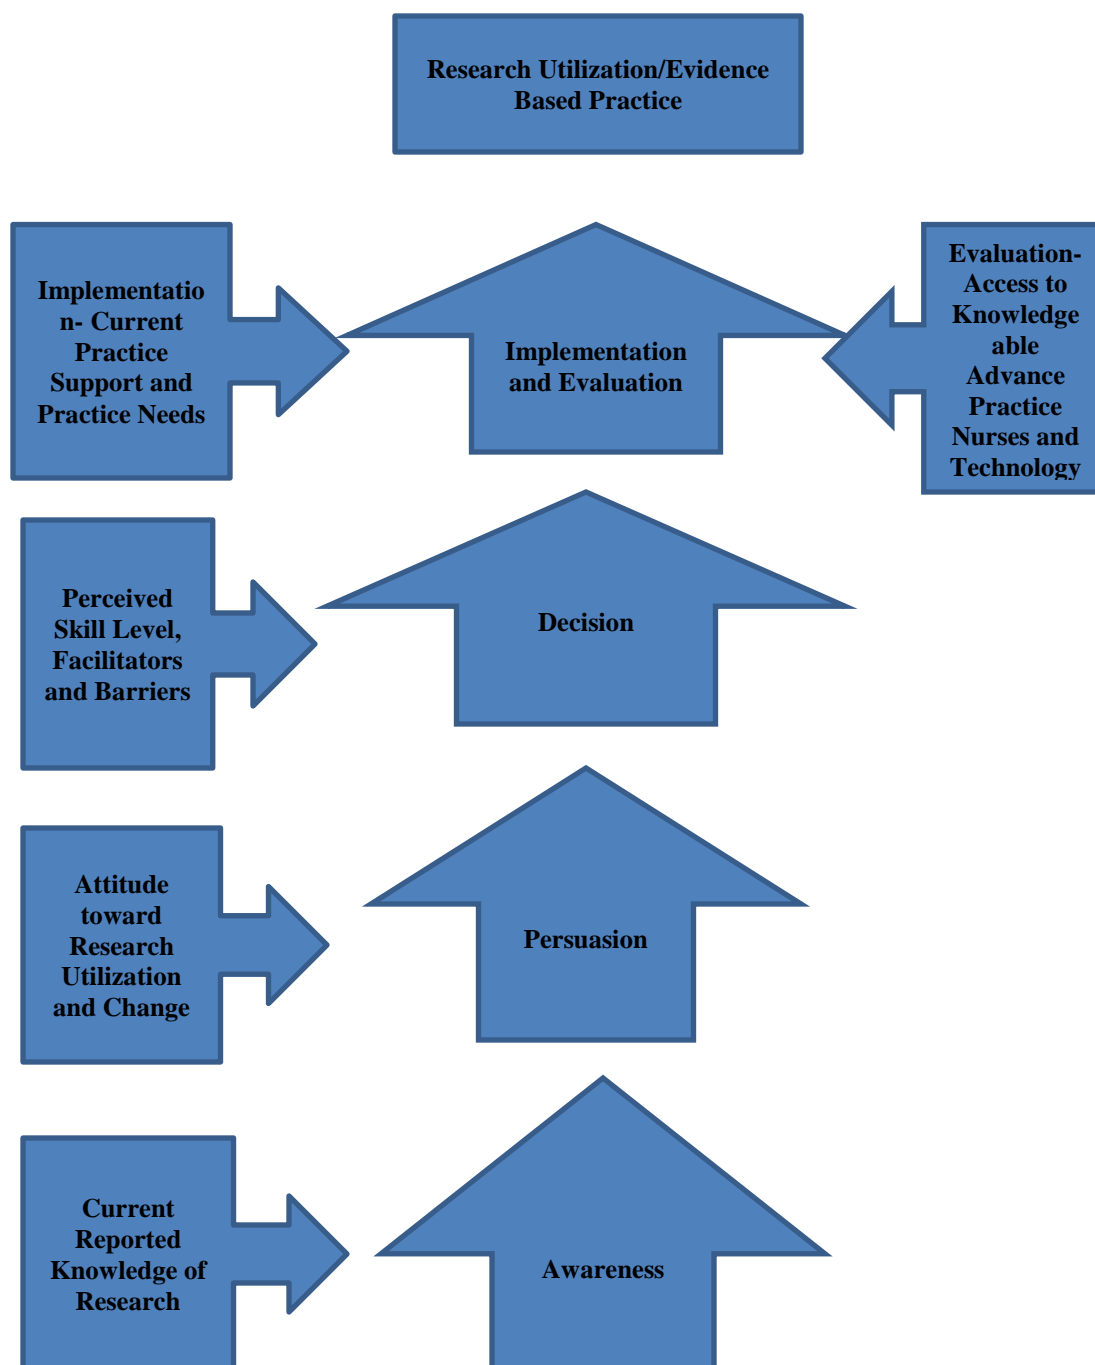 Research Utilization/Evidence
Based Practice
Implementatio
n- Current
Practice
Support and
Practice Needs
Implementation
and Evaluation
Evaluation-
Access to
Knowledge
able
Advance
Practice
Nurses and
Technology
Perceived
Skill Level,
Facilitators
and Barriers
Decision
Attitude
toward
Research
Utilization
and Change
Persuasion
Current
Reported
Knowledge of
Research
Awareness